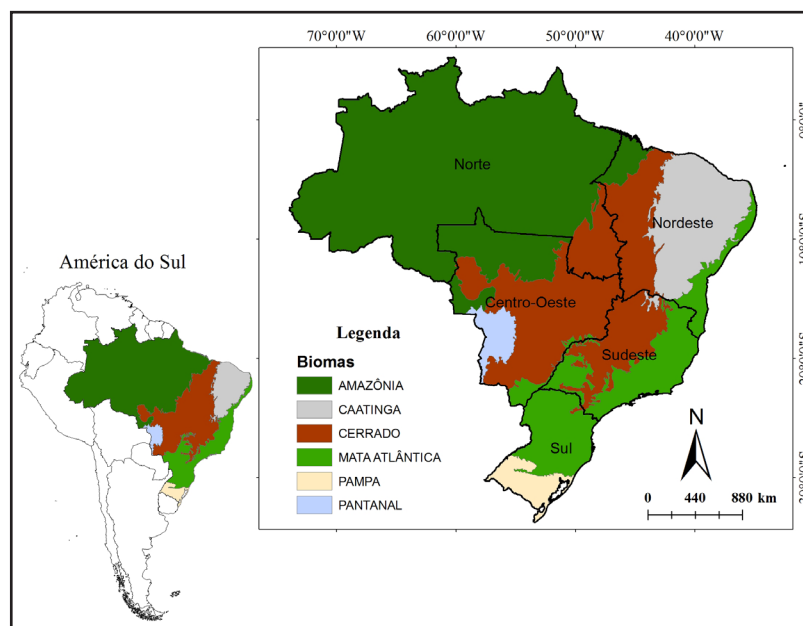 70°0'0"W 60°0'0"W 50°0'0"W 40°0'0"W
Norte
Nordeste
Centro-Oeste
Sudeste
Sul
América do Sul
Legenda
Biomas
AMAZÔNIA
CAATINGA
CERRADO
MATA ATLÂNTICA
PAMPA
PANTANAL
N
0 440 880 km